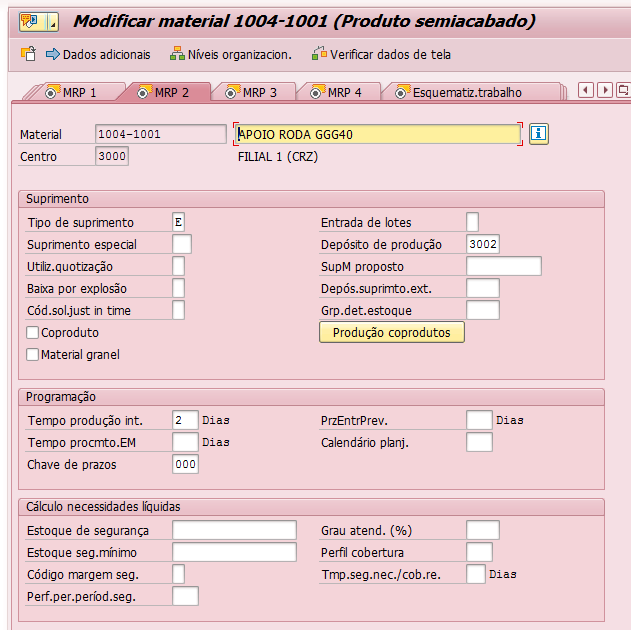 Modificar material 1004-1001 (Produto semiacabado)
Dados adicionais Níveis organizacion. Verificar dados de tela
MRP 1 MRP 2 MRP 3 MRP 4 Esquematiz.trabalho
Material 1004-1001 APOIO RODA GGG40
Centro 3000 FILIAL 1 (CRZ)
Suprimento
Tipo de suprimento E Entrada de lotes
Suprimento especial Depósito de produção 3002
Utiliz.quotização SupM proposto
Baixa por explosão Depós.suprimto.ext.
Cód.sol.just in time Grp.det.estoque
Coproduto Produção coprodutos
Material granel
Programação
Tempo produção int. 2 Dias PrzEntrPrev. Dias
Tempo procmto.EM Dias Calendário planj.
Chave de prazos 000
Cálculo necessidades líquidas
Estoque de segurança Grau atend. (%)
Estoque seg.mínimo Perfil cobertura
Código margem seg. Tmp.seg.nec./cob.re. Dias
Perf.per.períod.seg.